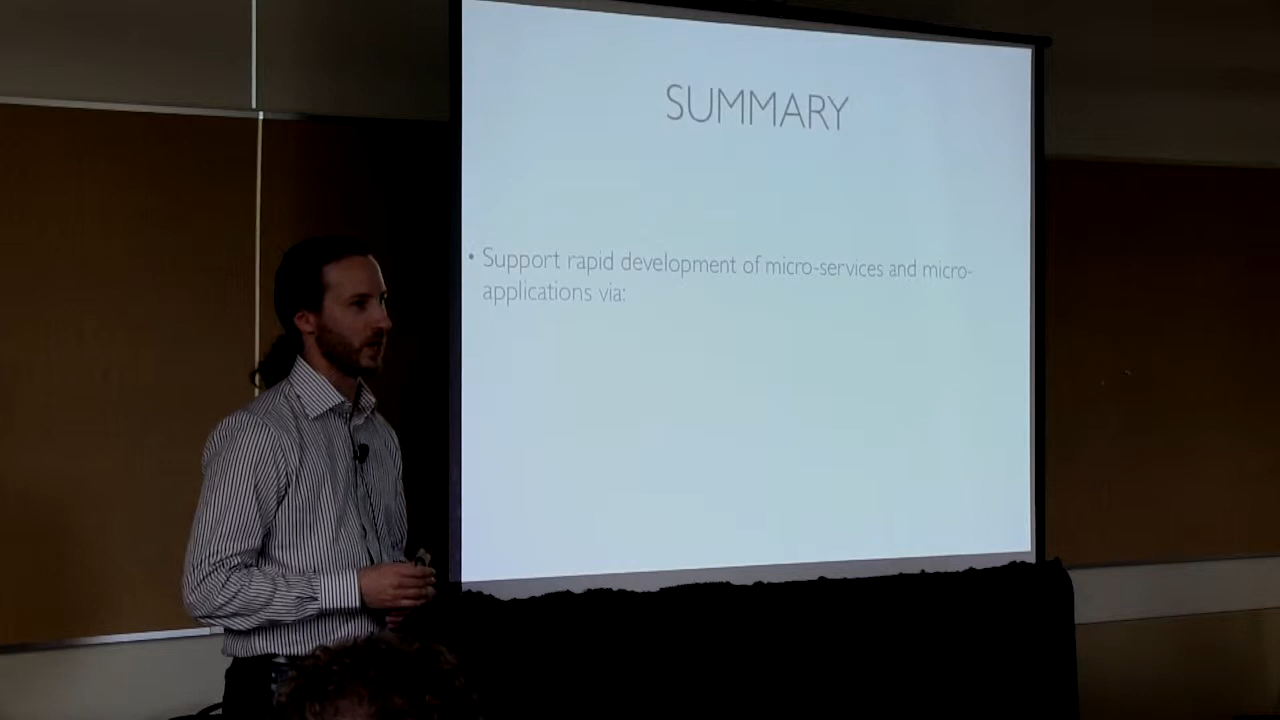 SUMMARY
• Support rapid development of micro-services and micro-
applications via: